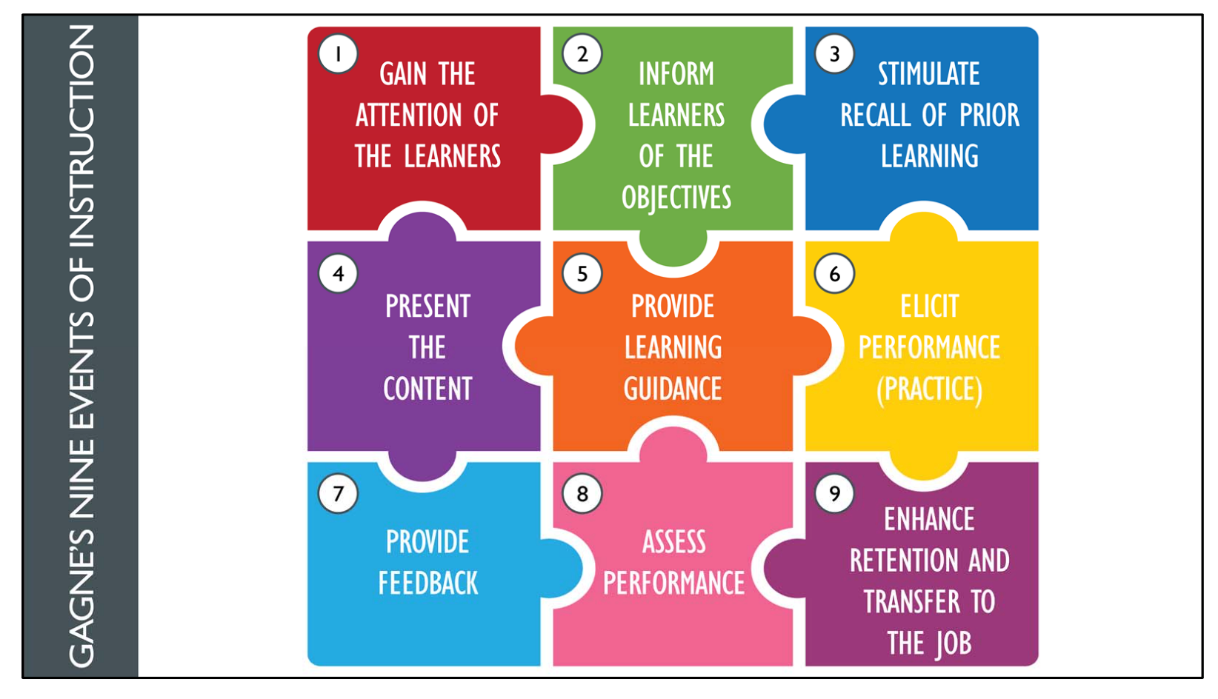 GAGNE'S NINE EVENTS OF INSTRUCTION
1
GAIN THE
ATTENTION OF
THE LEARNERS
2
INFORM
LEARNERS
OF THE
OBJECTIVES
3
STIMULATE
RECALL OF PRIOR
LEARNING
4
PRESENT
THE
CONTENT
5
PROVIDE
LEARNING
GUIDANCE
6
ELICIT
PERFORMANCE
(PRACTICE)
7
PROVIDE
FEEDBACK
8
ASSESS
PERFORMANCE
9
ENHANCE
RETENTION AND
TRANSFER TO
THE JOB